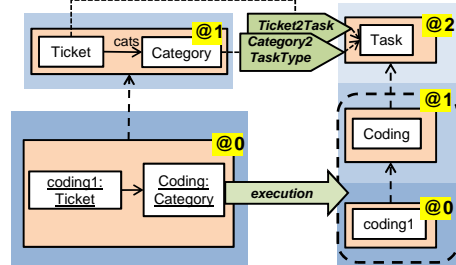 @1
Ticket
cats
Category
Ticket2Task
Category2
TaskType
@2
Task
@1
Coding
@0
coding1:
Ticket
Coding:
Category
execution
@0
coding1